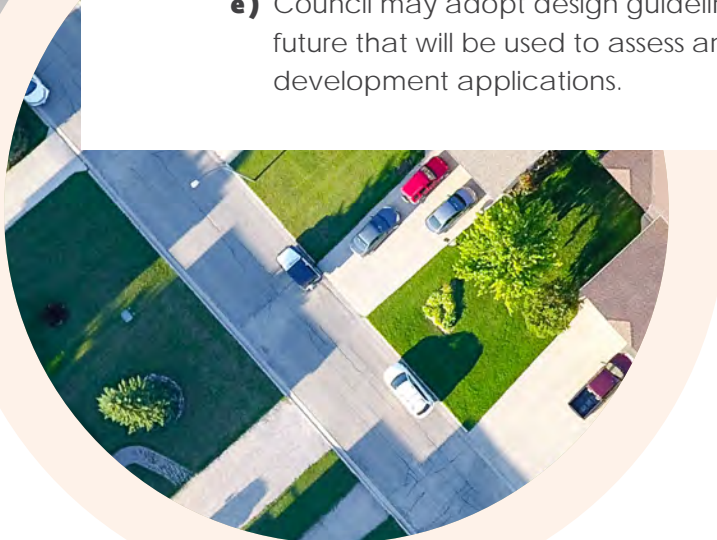 e) Council may adopt design
future that will be used to assess
development applications.